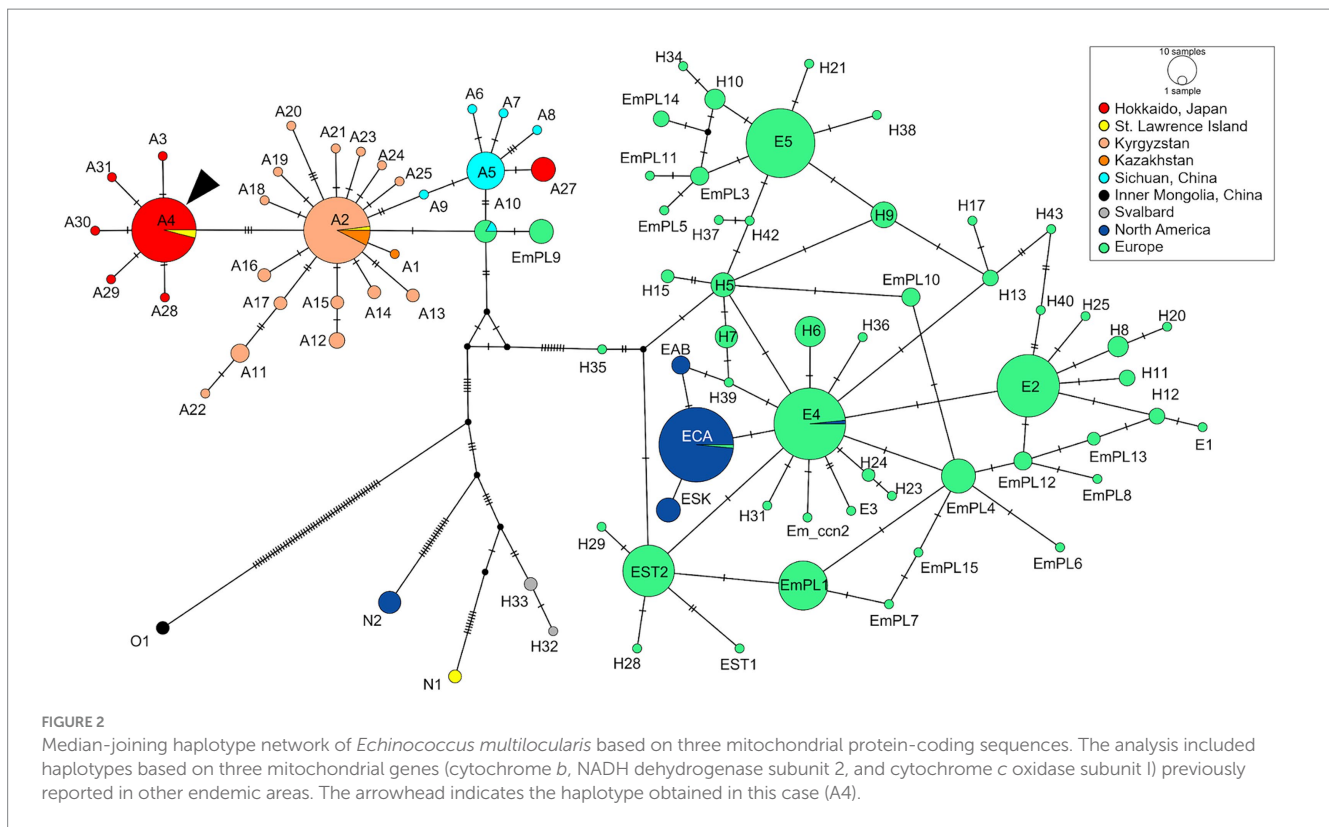 10 samples
1 sample
Hokkaido, Japan
St. Lawrence Island
Kyrgyzstan
Kazakhstan
Sichuan, China
Inner Mongolia, China
Svalbard
North America
Europe
A3
A31
A4
A30
A29
A28
A20
A21
A23
A24
A25
A19
A18
A2
A1
A16
A17
A15
A14
A13
A12
A11
A22
A6
A7
A8
A5
A27
A9
A10
EmPL9
H34
H10
H21
EmPL14
E5
H38
EmPL11
EmPL3
EmPL5
H37
H42
H9
H17
H43
H15
H5
EmPL10
H13
H7
H6
H36
H40
H25
H8
H20
H35
EAB
H39
E4
E2
H11
H12
E1
ECA
ESK
H24
H23
H31
Em_ccn2
E3
EmPL4
EmPL12
EmPL13
EmPL8
H29
EST2
EmPL1
EmPL15
EmPL6
EmPL7
H28
EST1
O1
N2
H33
H32
N1
FIGURE 2
Median-joining haplotype network of Echinococcus multilocularis based on three mitochondrial protein-coding sequences. The analysis included
haplotypes based on three mitochondrial genes (cytochrome b, NADH dehydrogenase subunit 2, and cytochrome c oxidase subunit I) previously
reported in other endemic areas. The arrowhead indicates the haplotype obtained in this case (A4).